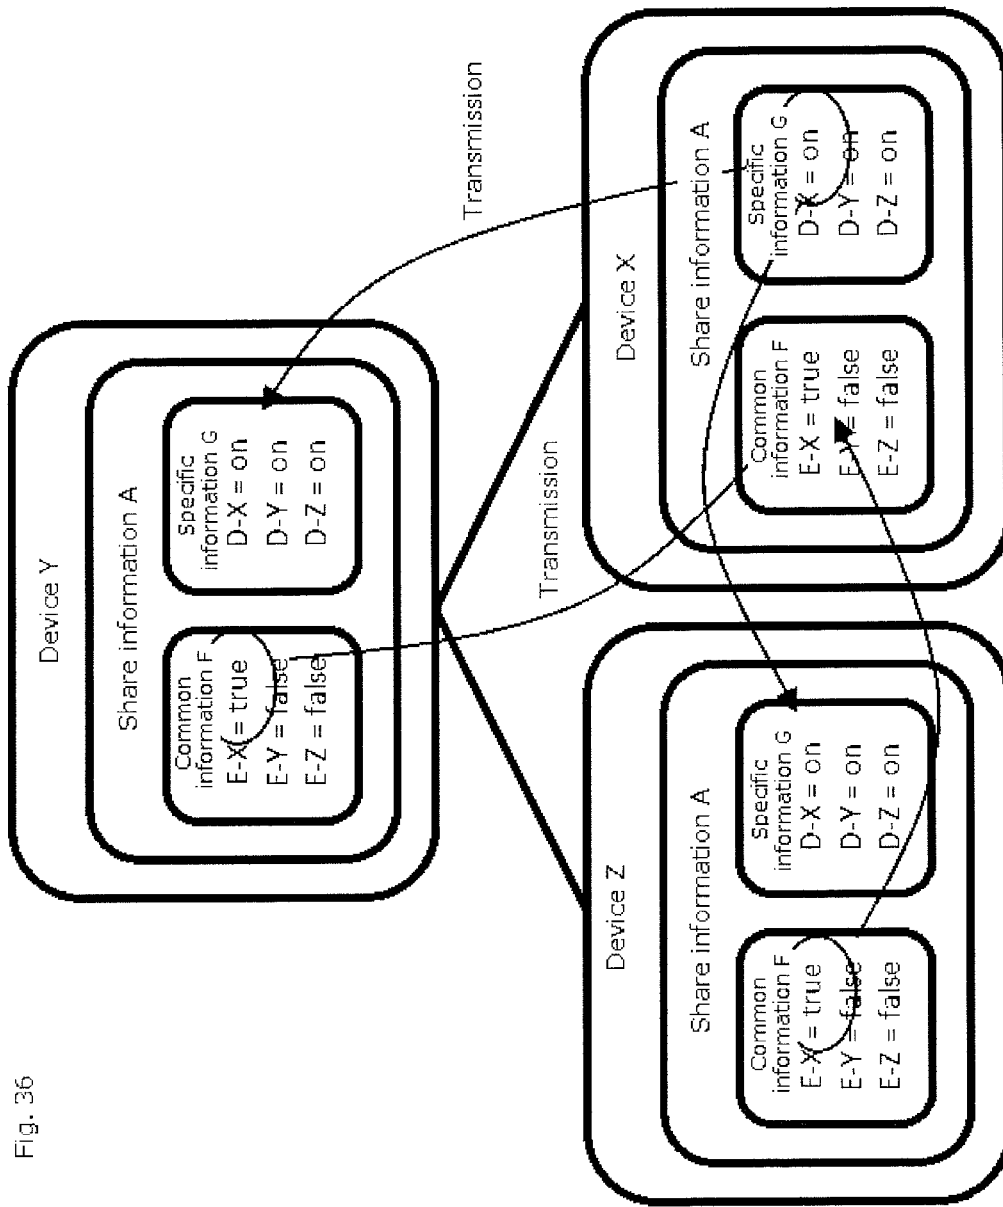 Fig. 36
Device Y
Share information A
Common
information F
E-X = true
E-Y = false
E-Z = false
Specific
information G
D-X = on
D-Y = on
D-Z = on
Transmission
Transmission
Device Z
Share information A
Common
information F
E-X = true
E-Y = false
E-Z = false
Specific
information G
D-X = on
D-Y = on
D-Z = on
Device X
Share information A
Common
information F
E-X = true
E-Y = false
E-Z = false
Specific
information G
D-X = on
D-Y = on
D-Z = on